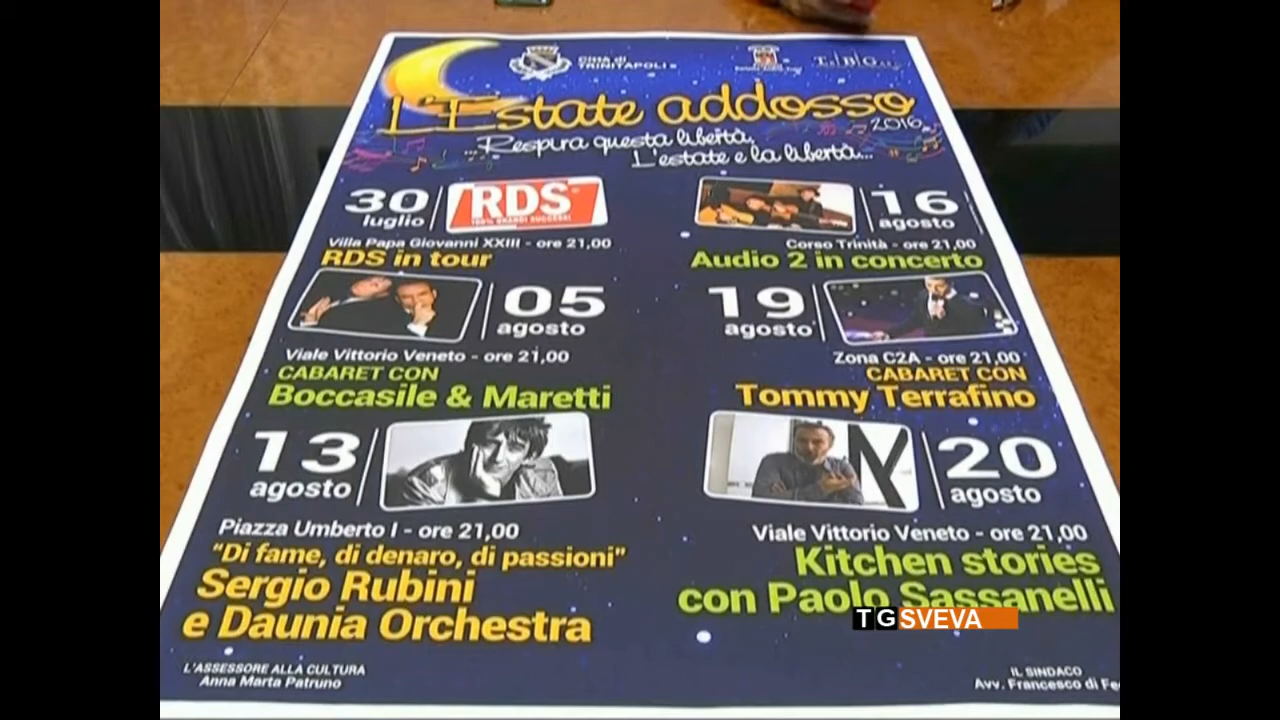 CITTÀ di
TRINITAPOLI
L'Estate addosso
2016
...Respira questa libertà,
L'estate e la libertà...
30
luglio
RDS
100% GRANDI SUCCESSI
Villa Papa Giovanni XXIII - ore 21,00
RDS in tour
05
agosto
Viale Vittorio Veneto - ore 21,00
CABARET CON
Boccasile & Maretti
13
agosto
Piazza Umberto I - ore 21,00
"Di fame, di denaro, di passioni"
Sergio Rubini
e Daunia Orchestra
16
agosto
Corso Trinità - ore 21,00
Audio 2 in concerto
19
agosto
Zona C2A - ore 21,00
CABARET CON
Tommy Terrafino
20
agosto
Viale Vittorio Veneto - ore 21,00
Kitchen stories
con Paolo Sassanelli
TGSVEVA
L'ASSESSORE ALLA CULTURA
Anna Marta Patruno
IL SINDACO
Avv. Francesco di Fe